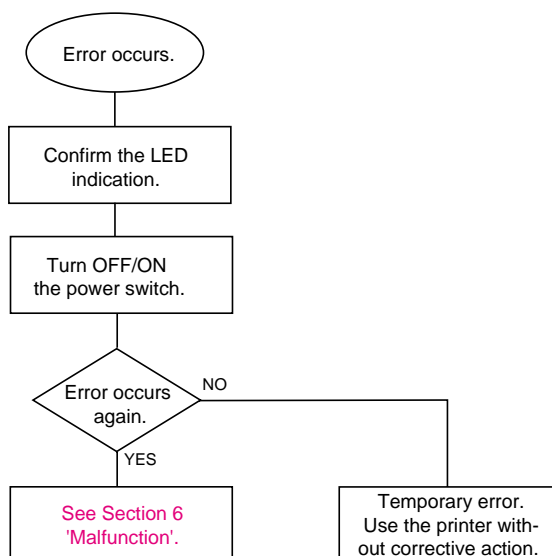 Error occurs.
Confirm the LED
indication.
Turn OFF/ON
the power switch.
Error occurs
again.
NO
YES
See Section 6
'Malfunction'.
Temporary error.
Use the printer with-
out corrective action.